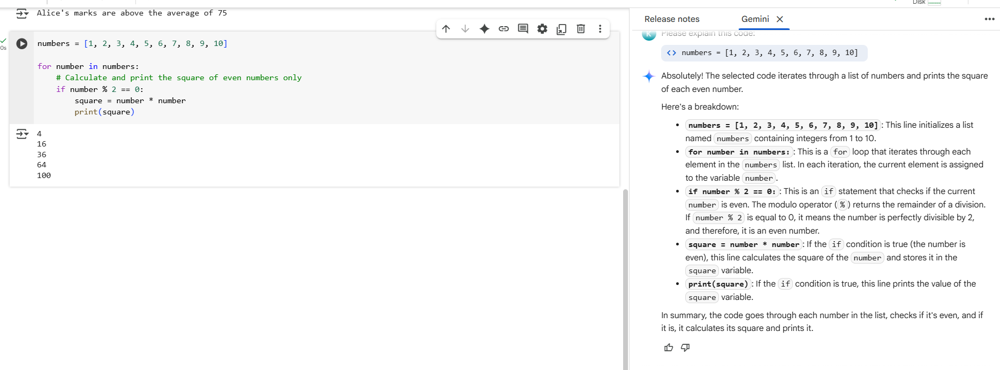 Disk
Alice's marks are above the average of 75
0s
numbers = [1, 2, 3, 4, 5, 6, 7, 8, 9, 10]
for number in numbers:
# Calculate and print the square of even numbers only
if number % 2 == 0:
square = number * number
print(square)
4
16
36
64
100
Release notes
Gemini
K
Please explain this code:
<> numbers = [1, 2, 3, 4, 5, 6, 7, 8, 9, 10]
Absolutely! The selected code iterates through a list of numbers and prints the square
of each even number.
Here's a breakdown:
• numbers = [1, 2, 3, 4, 5, 6, 7, 8, 9, 10] : This line initializes a list
named numbers containing integers from 1 to 10.
• for number in numbers: : This is a for loop that iterates through each
element in the numbers list. In each iteration, the current element is assigned
to the variable number .
• if number % 2 == 0: : This is an if statement that checks if the current
number is even. The modulo operator ( % ) returns the remainder of a division.
If number % 2 is equal to 0, it means the number is perfectly divisible by 2,
and therefore, it is an even number.
• square = number * number : If the if condition is true (the number is
even), this line calculates the square of the number and stores it in the
square variable.
• print(square) : If the if condition is true, this line prints the value of the
square variable.
In summary, the code goes through each number in the list, checks if it's even, and if
it is, it calculates its square and prints it.